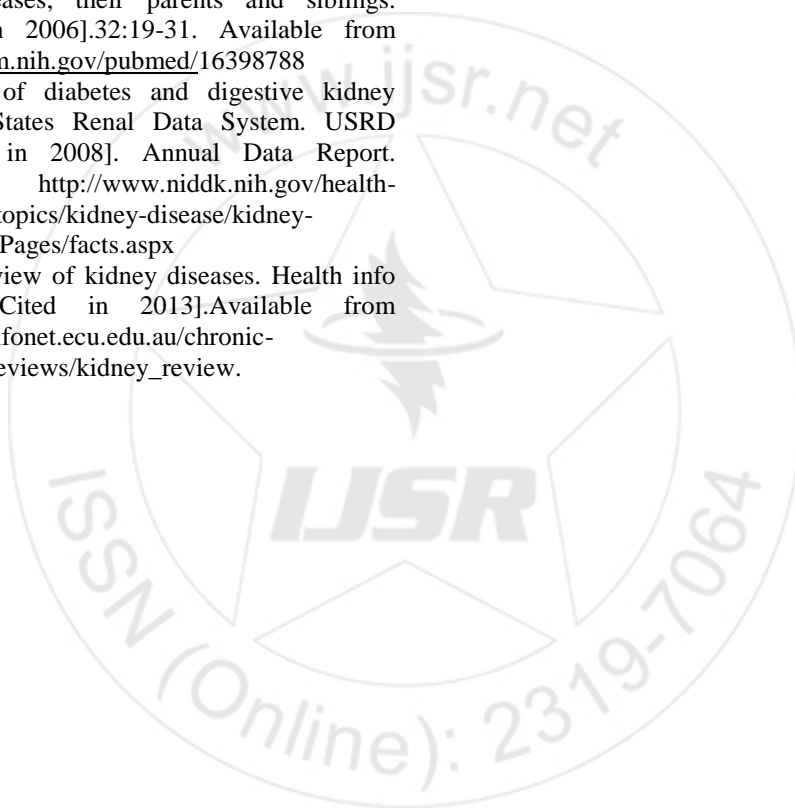 eases, their parents and siblings.
2006].32:19-31. Available from
m.nih.gov/pubmed/16398788
of diabetes and digestive kidney
States Renal Data System. USRD
in 2008]. Annual Data Report.
http://www.niddk.nih.gov/health-
topics/kidney-disease/kidney-
Pages/facts.aspx
view of kidney diseases. Health info
Cited in 2013].Available from
fonet.ecu.edu.au/chronic-
eviews/kidney_review.
www.ijsr.net
IJSR
ISSN (Online): 2319-7064